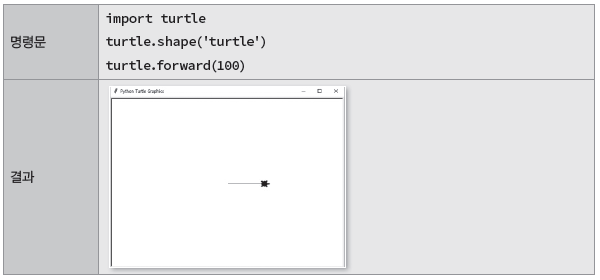 명령문
import turtle
turtle.shape('turtle')
turtle.forward(100)
결과
Python Turtle Graphics